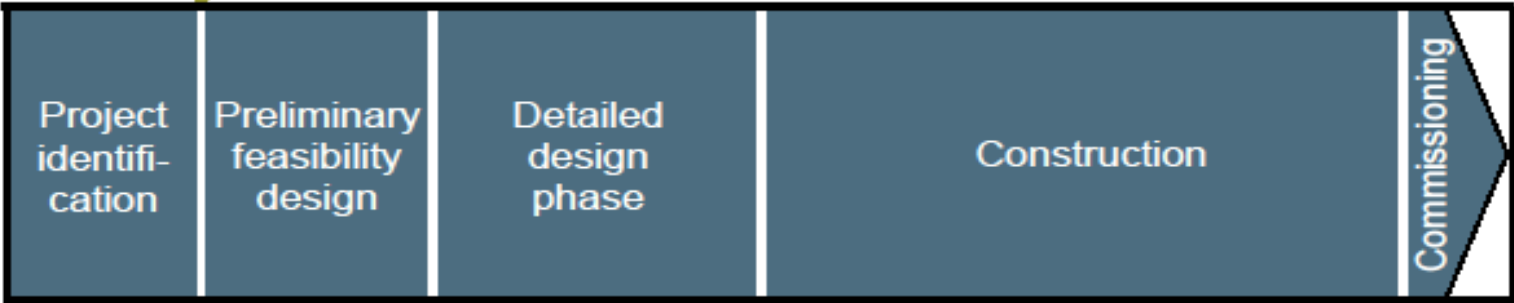 Project
identifi-
cation
Preliminary
feasibility
design
Detailed
design
phase
Construction
Commissioning